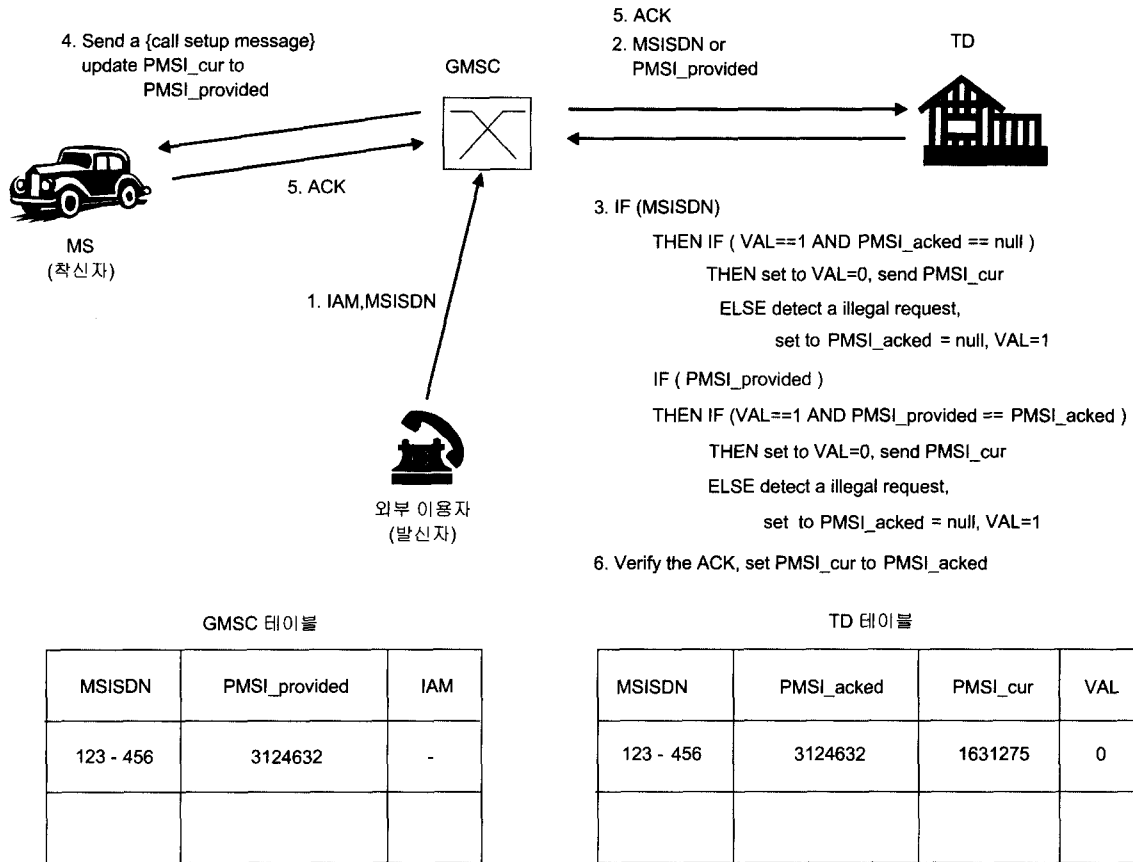 4. Send a {call setup message}
update PMSI_cur to
PMSI_provided
GMSC
5. ACK
2. MSISDN or
PMSI_provided
TD
5. ACK
MS
(착신자)
1. IAM,MSISDN
외부 이용자
(발신자)
3. IF (MSISDN)
THEN IF ( VAL==1 AND PMSI_acked == null )
THEN set to VAL=0, send PMSI_cur
ELSE detect a illegal request,
set to PMSI_acked = null, VAL=1
IF ( PMSI_provided )
THEN IF (VAL==1 AND PMSI_provided == PMSI_acked )
THEN set to VAL=0, send PMSI_cur
ELSE detect a illegal request,
set to PMSI_acked = null, VAL=1
6. Verify the ACK, set PMSI_cur to PMSI_acked
GMSC 테이블
MSISDN PMSI_provided IAM
123 - 456 3124632 -
TD 테이블
MSISDN PMSI_acked PMSI_cur VAL
123 - 456 3124632 1631275 0